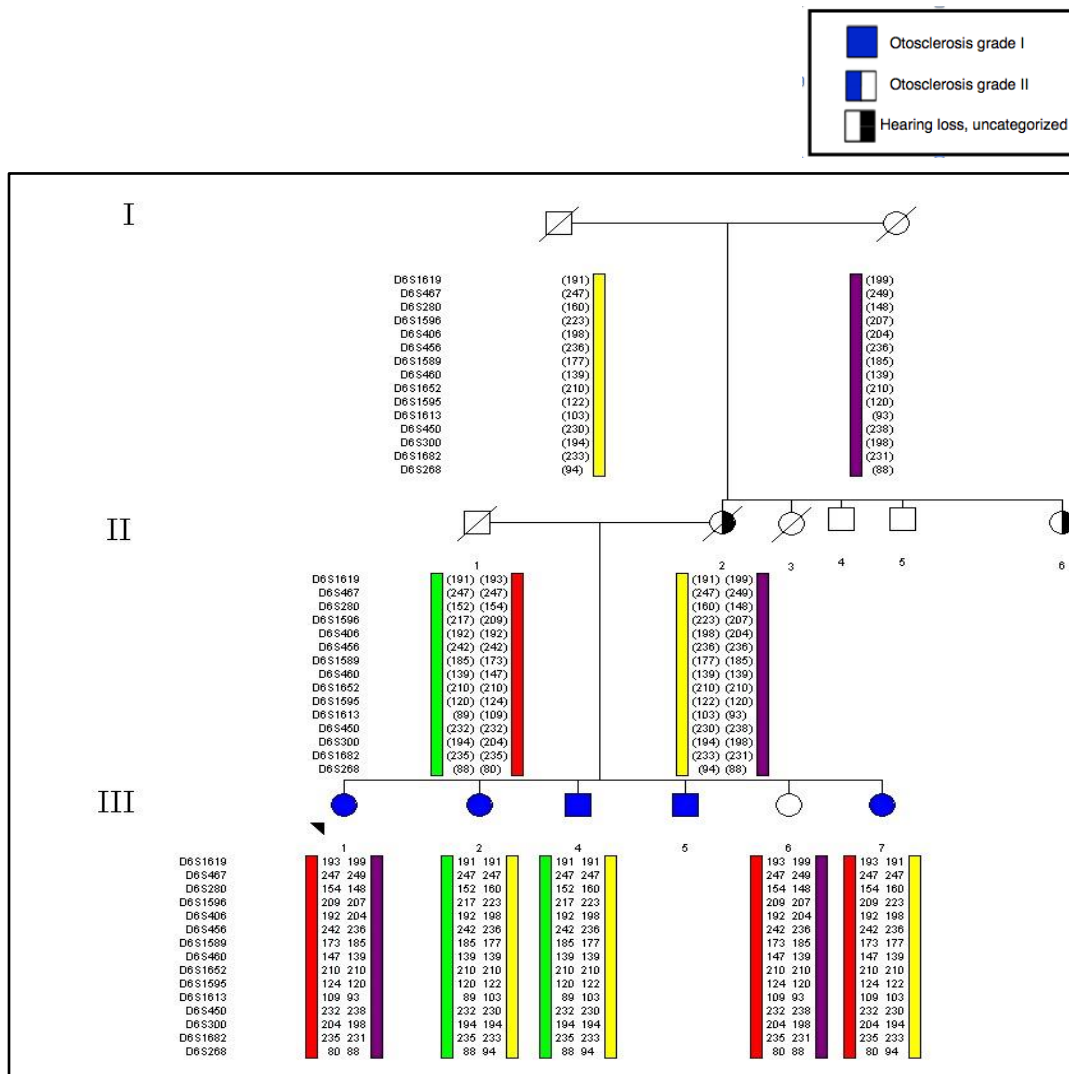 Otosclerosis grade I
Otosclerosis grade II
Hearing loss, uncategorized
I
D6S1619 (191) (199)
D6S467 (247) (249)
D6S280 (160) (148)
D6S1596 (223) (207)
D6S406 (198) (204)
D6S456 (236) (236)
D6S1589 (177) (185)
D6S460 (139) (139)
D6S1652 (210) (210)
D6S1595 (122) (120)
D6S1613 (103) (93)
D6S450 (230) (238)
D6S300 (194) (198)
D6S1682 (233) (231)
D6S268 (94) (88)
II
1 2 3 4 5 6
D6S1619 (191) (193) (191) (199)
D6S467 (247) (247) (247) (249)
D6S280 (152) (154) (160) (148)
D6S1596 (217) (209) (223) (207)
D6S406 (192) (192) (198) (204)
D6S456 (242) (242) (236) (236)
D6S1589 (185) (173) (177) (185)
D6S460 (139) (147) (139) (139)
D6S1652 (210) (210) (210) (210)
D6S1595 (120) (124) (122) (120)
D6S1613 (89) (109) (103) (93)
D6S450 (232) (232) (230) (238)
D6S300 (194) (204) (194) (198)
D6S1682 (235) (235) (233) (231)
D6S268 (88) (80) (94) (88)
III
1 2 4 5 6 7
D6S1619 193 199 191 191 191 191 193 199 193 191
D6S467 247 249 247 247 247 247 247 249 247 247
D6S280 154 148 152 160 152 160 154 148 154 160
D6S1596 209 207 217 223 217 223 209 207 209 223
D6S406 192 204 192 198 192 198 192 204 192 198
D6S456 242 236 242 236 242 236 242 236 242 236
D6S1589 173 185 185 177 185 177 173 185 173 177
D6S460 147 139 139 139 139 139 147 139 147 139
D6S1652 210 210 210 210 210 210 210 210 210 210
D6S1595 124 120 120 122 120 122 124 120 124 122
D6S1613 109 93 89 103 89 103 109 93 109 103
D6S450 232 238 232 230 232 230 232 238 232 230
D6S300 204 198 194 194 194 194 204 198 204 194
D6S1682 235 231 235 233 235 233 235 231 235 233
D6S268 80 88 88 94 88 94 80 88 80 94